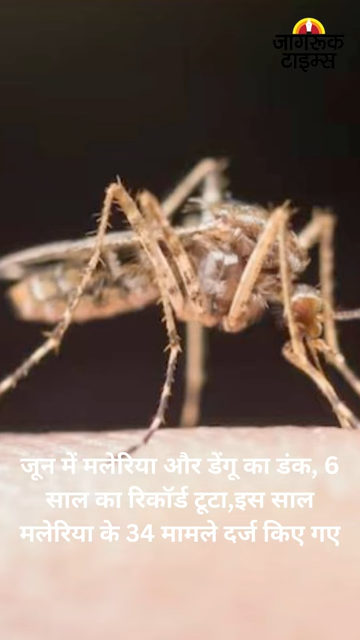 जागरूक
टाइम्स
जून में मलेरिया और डेंगू का डंक, 6
साल का रिकॉर्ड टूटा,इस साल
मलेरिया के 34 मामले दर्ज किए गए